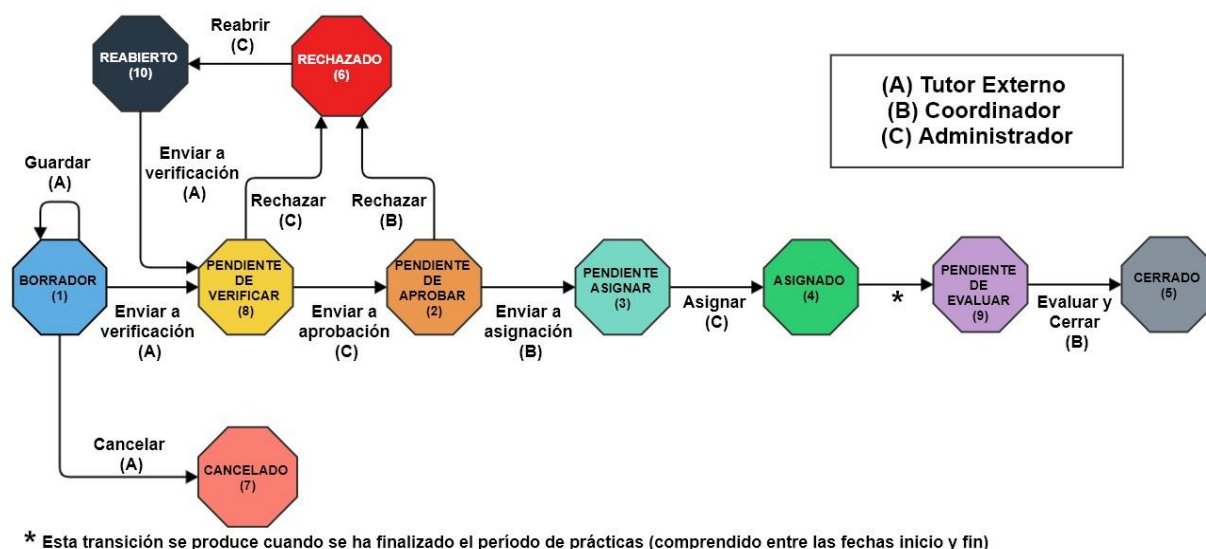 Reabrir
(C)
REABIERTO
(10)
RECHAZADO
(6)
(A) Tutor Externo
(B) Coordinador
(C) Administrador
Guardar
(A)
Enviar a
verificación
(A)
Rechazar
(C)
Rechazar
(B)
BORRADOR
(1)
Enviar a
verificación
(A)
PENDIENTE
DE
VERIFICAR
(8)
Enviar a
aprobación
(C)
PENDIENTE
DE
APROBAR
(2)
Enviar a
asignación
(B)
PENDIENTE
ASIGNAR
(3)
Asignar
(C)
ASIGNADO
(4)
*
PENDIENTE
DE
EVALUAR
(9)
Evaluar y
Cerrar
(B)
CERRADO
(5)
Cancelar
(A)
CANCELADO
(7)
* Esta transición se produce cuando se ha finalizado el período de prácticas (comprendido entre las fechas inicio y fin)